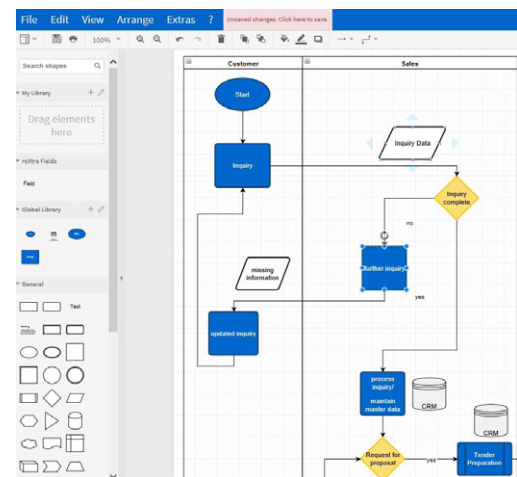 File Edit View Arrange Extras ? Unsaved changes. Click here to save.
100%
Search shapes
My Library
Drag elements
here
roXtra Fields
Field
Global Library
General
Text
Customer
Sales
Start
Inquiry Data
Inquiry
Inquiry
complete
no
missing
information
further inquiry
yes
updated inquiry
process
inquiry/
maintain
master data
CRM
CRM
Request for
proposal
yes
Tender
Preparation